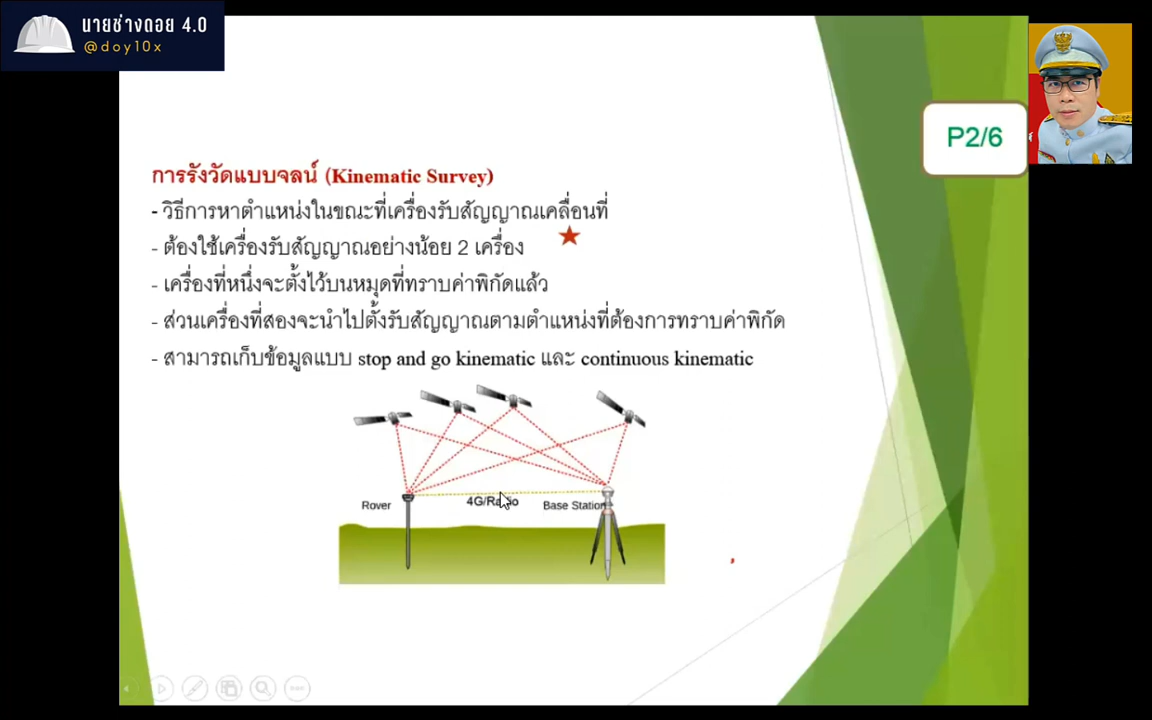 นายช่างดอย 4.0
@doy10x
P2/6
การรังวัดแบบจลน์ (Kinematic Survey)
- วิธีการหาตำแหน่งในขณะที่เครื่องรับสัญญาณเคลื่อนที่
- ต้องใช้เครื่องรับสัญญาณอย่างน้อย 2 เครื่อง
- เครื่องที่หนึ่งจะตั้งไว้บนหมุดที่ทราบค่าพิกัดแล้ว
- ส่วนเครื่องที่สองจะนำไปตั้งรับสัญญาณตามตำแหน่งที่ต้องการทราบค่าพิกัด
- สามารถเก็บข้อมูลแบบ stop and go kinematic และ continuous kinematic
Rover
4G/Radio
Base Station